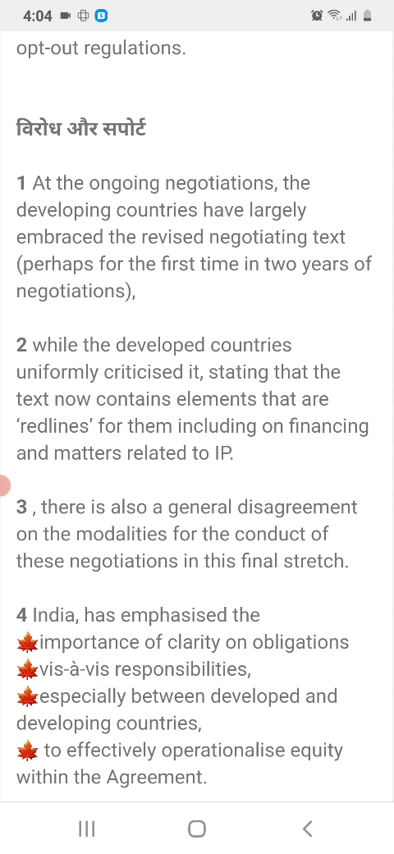 4:04
opt-out regulations.
विरोध और सपोर्ट
1 At the ongoing negotiations, the
developing countries have largely
embraced the revised negotiating text
(perhaps for the first time in two years of
negotiations),
2 while the developed countries
uniformly criticised it, stating that the
text now contains elements that are
‘redlines’ for them including on financing
and matters related to IP.
3 , there is also a general disagreement
on the modalities for the conduct of
these negotiations in this final stretch.
4 India, has emphasised the
🍁importance of clarity on obligations
🍁vis-à-vis responsibilities,
🍁especially between developed and
developing countries,
🍁 to effectively operationalise equity
within the Agreement.